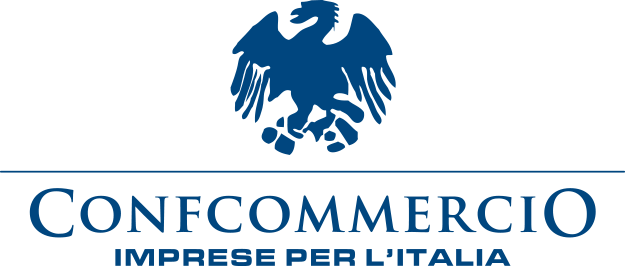 CONFCOMMERCIO
IMPRESE PER L'ITALIA